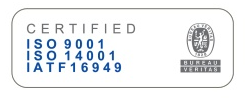 CERTIFIED
ISO 9001
ISO 14001
IATF16949
BUREAU
VERITAS